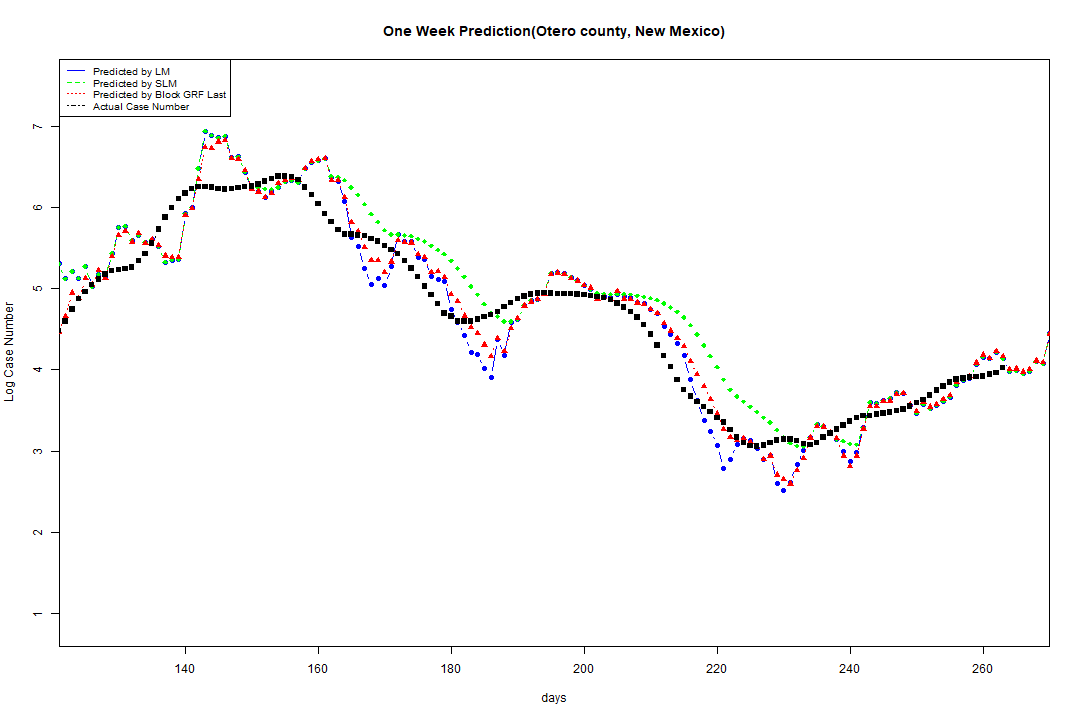 One Week Prediction(Otero county, New Mexico)
Predicted by LM
Predicted by SLM
Predicted by Block GRF Last
Actual Case Number
7
6
5
4
3
2
1
Log Case Number
140 160 180 200 220 240 260
days